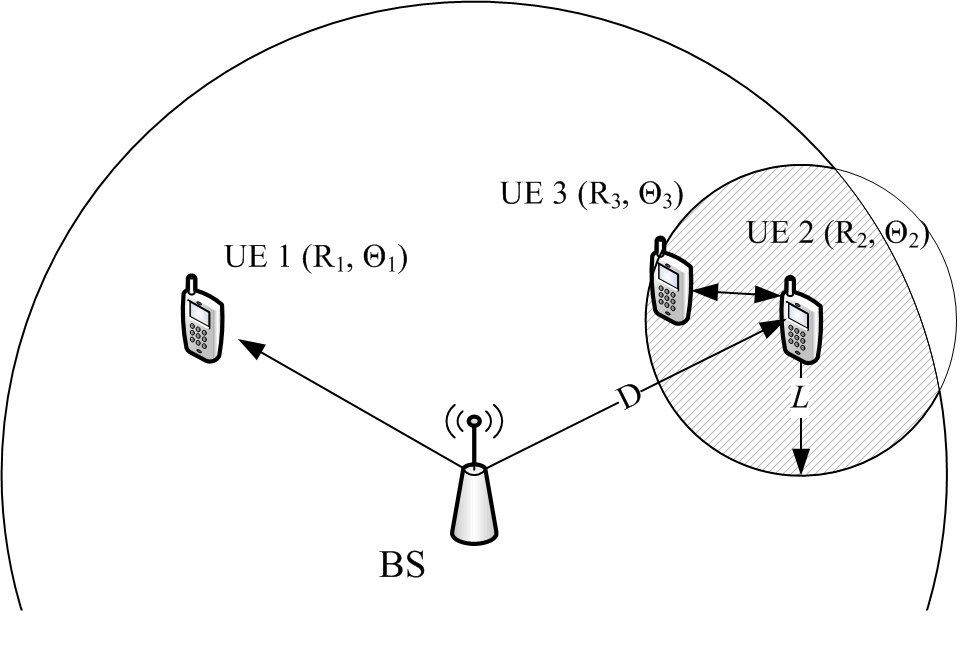 UE 3 (R₃, Θ₃)
UE 2 (R₂, Θ₂)
UE 1 (R₁, Θ₁)
D
L
BS